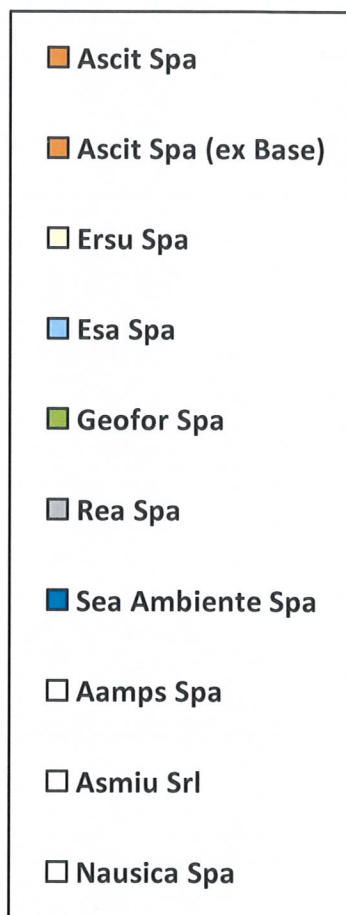 Ascit Spa
Ascit Spa (ex Base)
Ersu Spa
Esa Spa
Geofor Spa
Rea Spa
Sea Ambiente Spa
Aamps Spa
Asmiu Srl
Nausica Spa